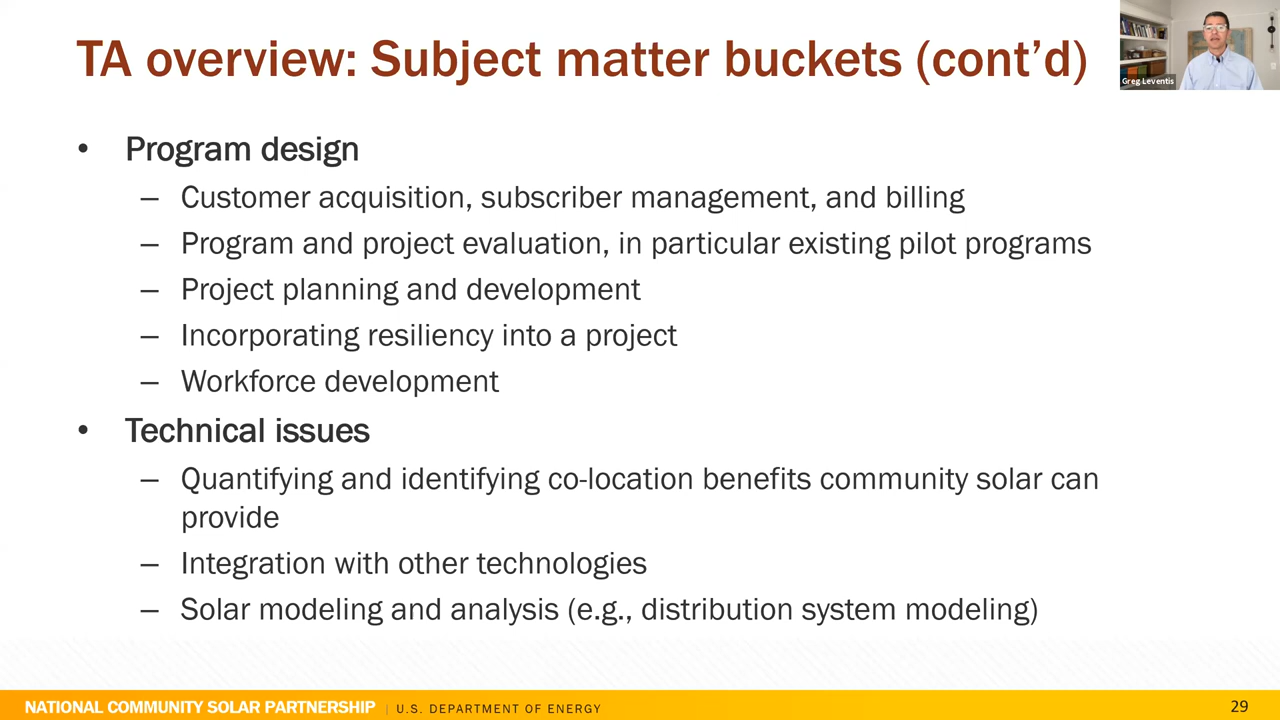 TA overview: Subject matter buckets (cont’d)
Greg Leventis
• Program design
– Customer acquisition, subscriber management, and billing
– Program and project evaluation, in particular existing pilot programs
– Project planning and development
– Incorporating resiliency into a project
– Workforce development
• Technical issues
– Quantifying and identifying co-location benefits community solar can
provide
– Integration with other technologies
– Solar modeling and analysis (e.g., distribution system modeling)
NATIONAL COMMUNITY SOLAR PARTNERSHIP | U.S. DEPARTMENT OF ENERGY
29